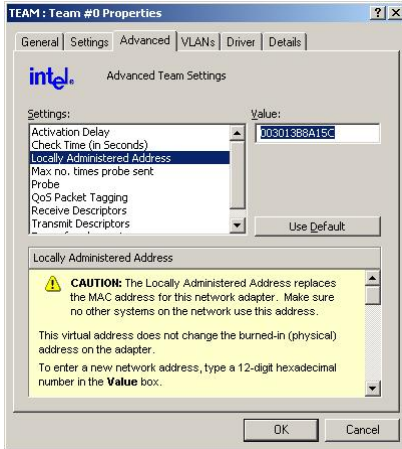 TEAM : Team #0 Properties
General Settings Advanced VLANs Driver Details
intel. Advanced Team Settings
Settings: Value:
Activation Delay 003013B8A15C
Check Time (in Seconds)
Locally Administered Address
Max no. times probe sent
Probe
QoS Packet Tagging
Receive Descriptors
Transmit Descriptors
Use Default
Locally Administered Address
CAUTION: The Locally Administered Address replaces
the MAC address for this network adapter. Make sure
no other systems on the network use this address.
This virtual address does not change the burned-in (physical)
address on the adapter.
To enter a new network address, type a 12-digit hexadecimal
number in the Value box.
OK Cancel